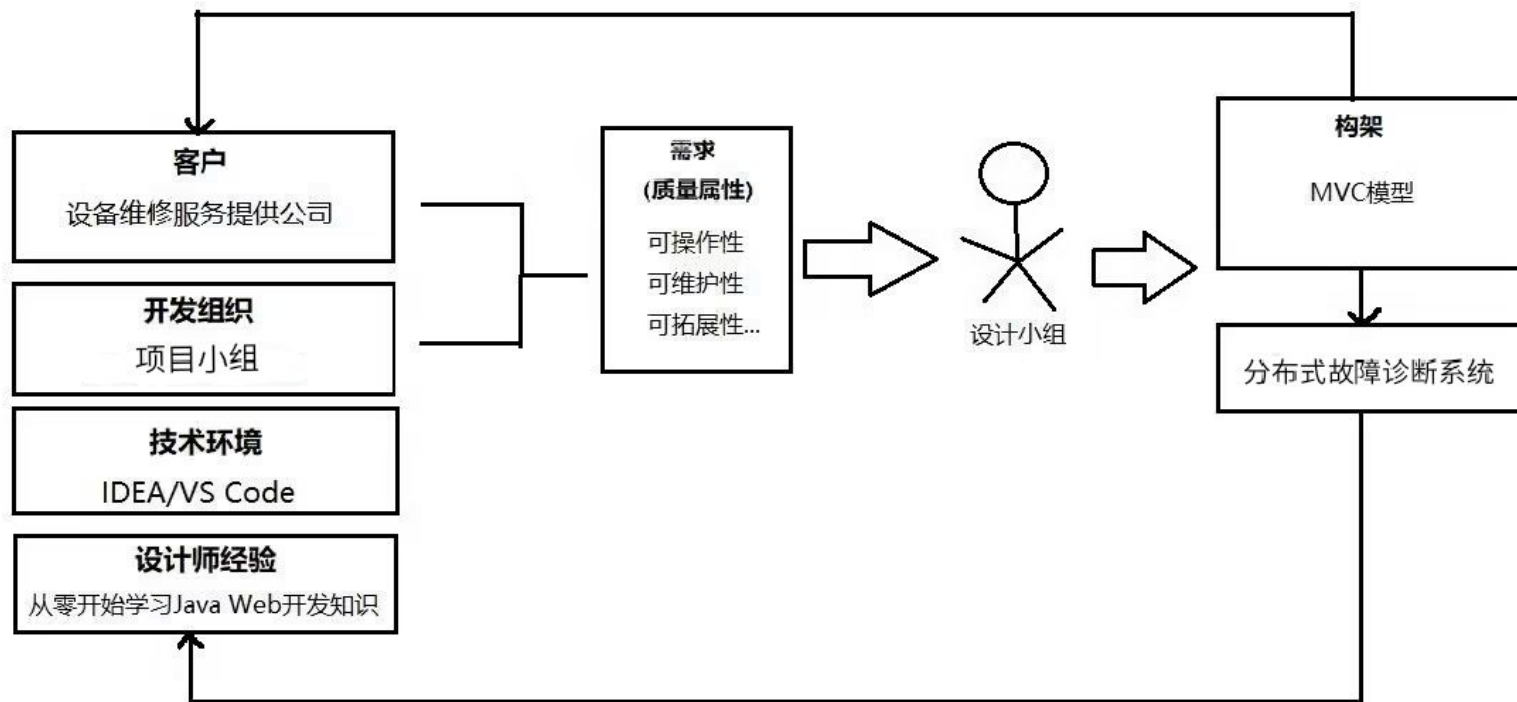 客户
设备维修服务提供公司
开发组织
项目小组
技术环境
IDEA/VS Code
设计师经验
从零开始学习Java Web开发知识
需求
(质量属性)
可操作性
可维护性
可拓展性...
设计小组
构架
MVC模型
分布式故障诊断系统